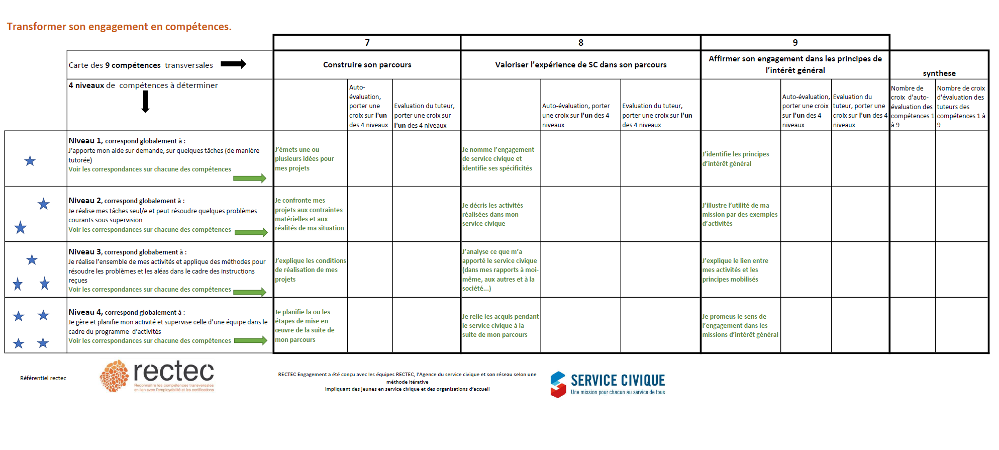 Transformer son engagement en compétences.
7
8
9
Carte des 9 compétences transversales
Construire son parcours
Valoriser l’expérience de SC dans son parcours
Affirmer son engagement dans les principes de
l’intérêt général
synthese
4 niveaux de compétences à déterminer
Auto-
évaluation,
porter une
croix sur l'un
des 4 niveaux
Evaluation du tuteur,
porter une croix sur
l'un des 4 niveaux
Auto-évaluation, porter
une croix sur l'un des 4
niveaux
Evaluation du tuteur,
porter une croix sur l'un
des 4 niveaux
Auto-évaluation,
porter une croix
sur l'un des 4
niveaux
Evaluation du
tuteur, porter une
croix sur l'un des 4
niveaux
Nombre de
croix d'auto-
évaluation des
compétences 1
à 9
Nombre de croix
d'évaluation des
tuteurs des
compétences 1 à
9
Niveau 1, correspond globalement à :
J’apporte mon aide sur demande, sur quelques tâches (de manière
tutorée)
Voir les correspondances sur chacune des compétences
J’émets une ou
plusieurs idées pour
mes projets
Je nomme l’engagement
de service civique et
identifie ses spécificités
J’identifie les principes
d’intérêt général
Niveau 2, correspond globalement à :
Je réalise mes tâches seul/e et peut résoudre quelques problèmes
courants sous supervision
Voir les correspondances sur chacune des compétences
Je confronte mes
projets aux contraintes
matérielles et aux
réalités de ma situation
Je décris les activités
réalisées dans mon
service civique
J’illustre l’utilité de ma
mission par des exemples
d’activités
Niveau 3, correspond globabement à :
Je réalise l’ensemble de mes activités et applique des méthodes pour
résoudre les problèmes et les aléas dans le cadre des instructions
reçues
Voir les correspondances sur chacune des compétences
J’explique les conditions
de réalisation de mes
projets
J’analyse ce que m’a
apporté le service civique
(dans mes rapports à moi-
même, aux autres et à la
société...)
J’explique le lien entre
mes activités et les
principes mobilisés
Niveau 4, correspond globalement à :
Je gère et planifie mon activité et supervise celle d’une équipe dans le
cadre du programme d’activités
Voir les correspondances sur chacune des compétences
Je planifie la ou les
étapes de mise en
œuvre de la suite de
mon parcours
Je relie les acquis pendant
le service civique à la
suite de mon parcours
Je promeus le sens de
l’engagement dans les
missions d’intérêt général
Référentiel rectec
rectec
Reconnaître les compétences transversales
en lien avec l'employabilité et les certifications
RECTEC Engagement a été conçu avec les équipes RECTEC, l’Agence du service civique et son réseau selon une
méthode itérative
impliquant des jeunes en service civique et des organisations d’accueil
SERVICE CIVIQUE
Une mission pour chacun au service de tous